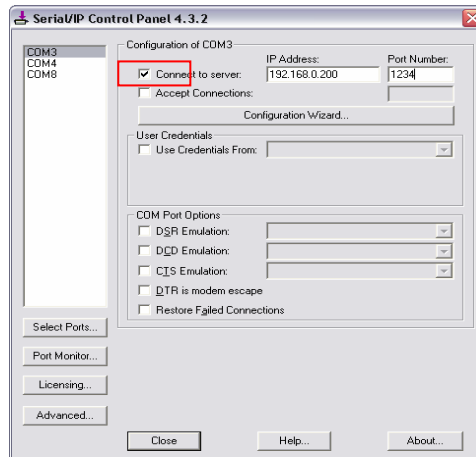 Serial/IP Control Panel 4.3.2
COM3
COM4
COM8
Configuration of COM3
IP Address: Port Number:
Connect to server: 192.168.0.200 1234
Accept Connections:
Configuration Wizard...
User Credentials
Use Credentials From:
COM Port Options
DSR Emulation:
DCD Emulation:
CTS Emulation:
DTR is modem escape
Restore Failed Connections
Select Ports...
Port Monitor...
Licensing...
Advanced...
Close Help... About...